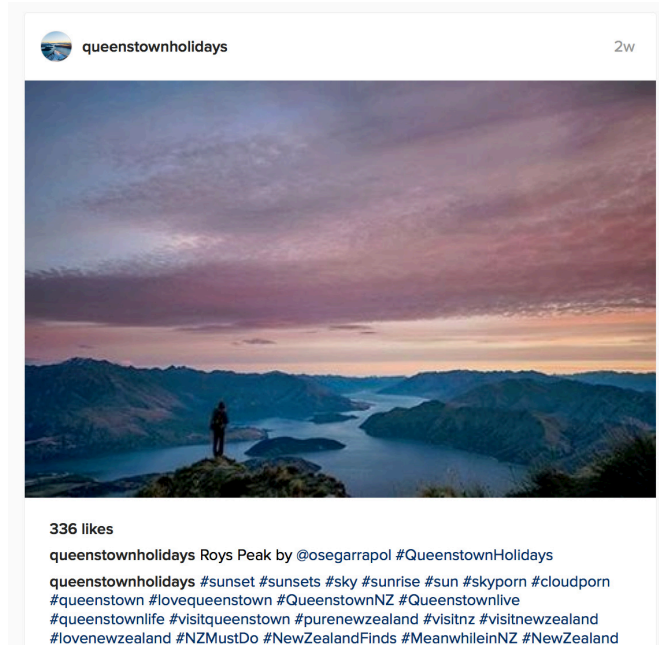 queenstownholidays 2w
336 likes
queenstownholidays Roys Peak by @osegarrapol #QueenstownHolidays
queenstownholidays #sunset #sunsets #sky #sunrise #sun #skyporn #cloudporn
#queenstown #lovequeenstown #QueenstownNZ #Queenstownlive
#queenstownlife #visitqueenstown #purenewzealand #visitnz #visitnewzealand
#lovenewzealand #NZMustDo #NewZealandFinds #MeanwhileinNZ #NewZealand